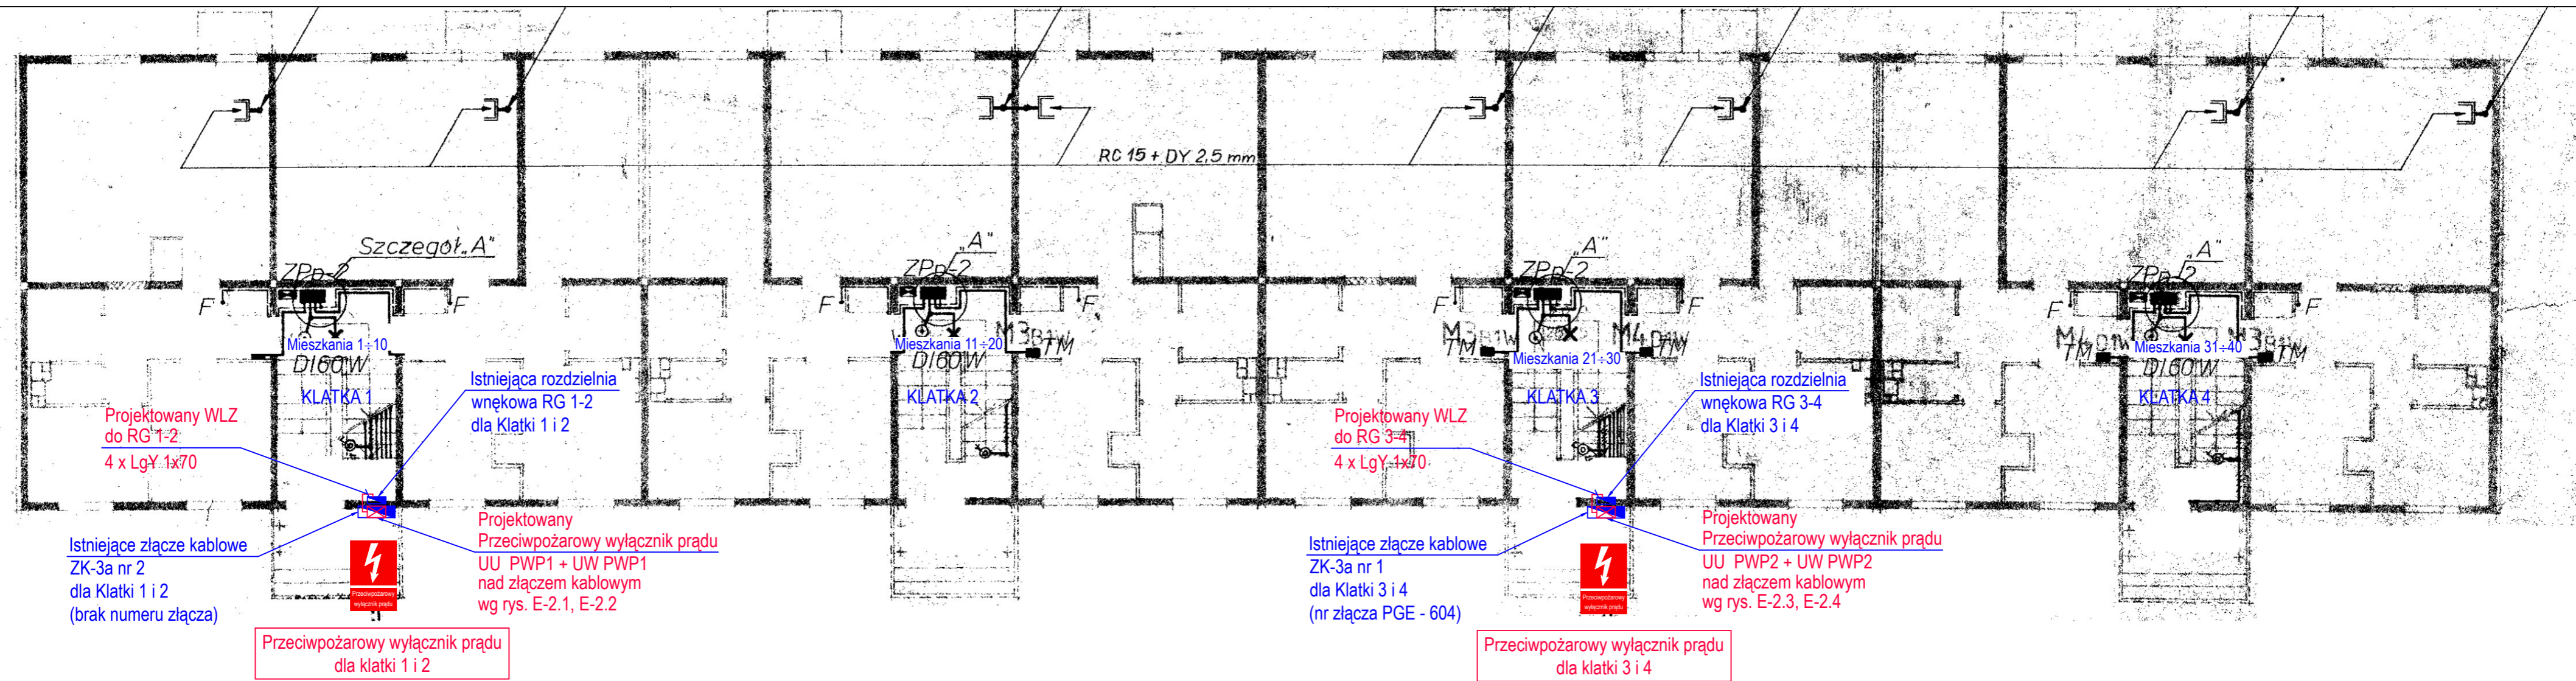 RC 15 + DY 2,5 mm
Szczegół „A"
ZPp-2
F
F
Mieszkania 1÷10
D160W
KLATKA 1
Projektowany WLZ
do RG 1-2
4 x LgY 1x70
Istniejąca rozdzielnia
wnękowa RG 1-2
dla Klatki 1 i 2
Istniejące złącze kablowe
ZK-3a nr 2
dla Klatki 1 i 2
(brak numeru złącza)
Projektowany
Przeciwpożarowy wyłącznik prądu
UU PWP1 + UW PWP1
nad złączem kablowym
wg rys. E-2.1, E-2.2
Przeciwpożarowy
wyłącznik prądu
Przeciwpożarowy wyłącznik prądu
dla klatki 1 i 2
„A"
ZPp-2
F
F
Mieszkania 11÷20
M3
TM
D160W
KLATKA 2
„A"
ZPp-2
F
F
M3
TM
Mieszkania 21÷30
M4
TM
KLATKA 3
Projektowany WLZ
do RG 3-4
4 x LgY 1x70
Istniejąca rozdzielnia
wnękowa RG 3-4
dla Klatki 3 i 4
Istniejące złącze kablowe
ZK-3a nr 1
dla Klatki 3 i 4
(nr złącza PGE - 604)
Projektowany
Przeciwpożarowy wyłącznik prądu
UU PWP2 + UW PWP2
nad złączem kablowym
wg rys. E-2.3, E-2.4
Przeciwpożarowy
wyłącznik prądu
Przeciwpożarowy wyłącznik prądu
dla klatki 3 i 4
„A"
ZPp-2
F
F
M4
TM
Mieszkania 31÷40
TM
D160W
KLATKA 4